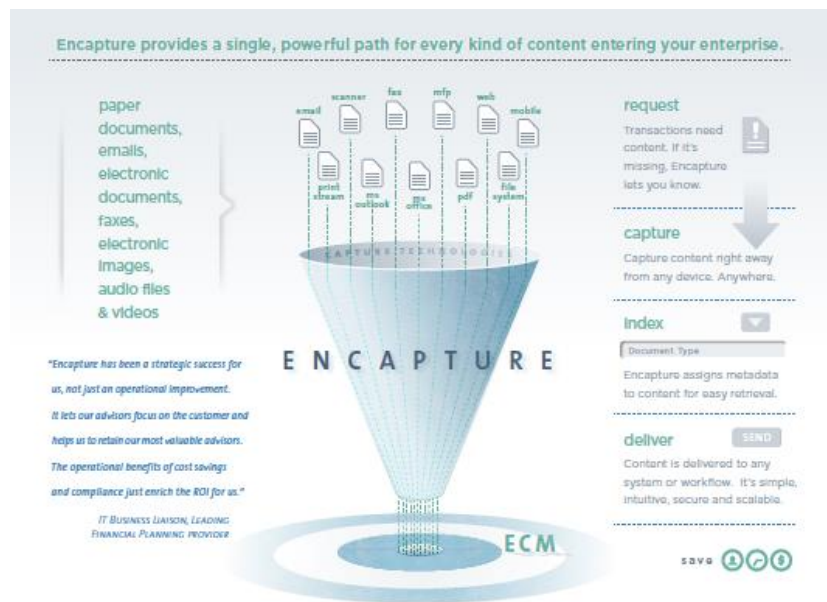 Encapture provides a single, powerful path for every kind of content entering your enterprise.
paper
documents,
emails,
electronic
documents,
faxes,
electronic
images,
audio files
& videos
email
scanner
fax
mfp
web
mobile
print
stream
ms
outlook
ms
office
pdf
file
system
CAPTURE TECHNOLOGIES
ENCAPTURE
ECM
"Encapture has been a strategic success for
us, not just an operational improvement.
It lets our advisors focus on the customer and
helps us to retain our most valuable advisors.
The operational benefits of cost savings
and compliance just enrich the ROI for us."
IT Business Liaison, Leading
Financial Planning provider
request
Transactions need
content. If it's
missing, Encapture
lets you know.
capture
Capture content right away
from any device. Anywhere.
index
Document Type
Encapture assigns metadata
to content for easy retrieval.
deliver
SEND
Content is delivered to any
system or workflow. It's simple,
intuitive, secure and scalable.
save